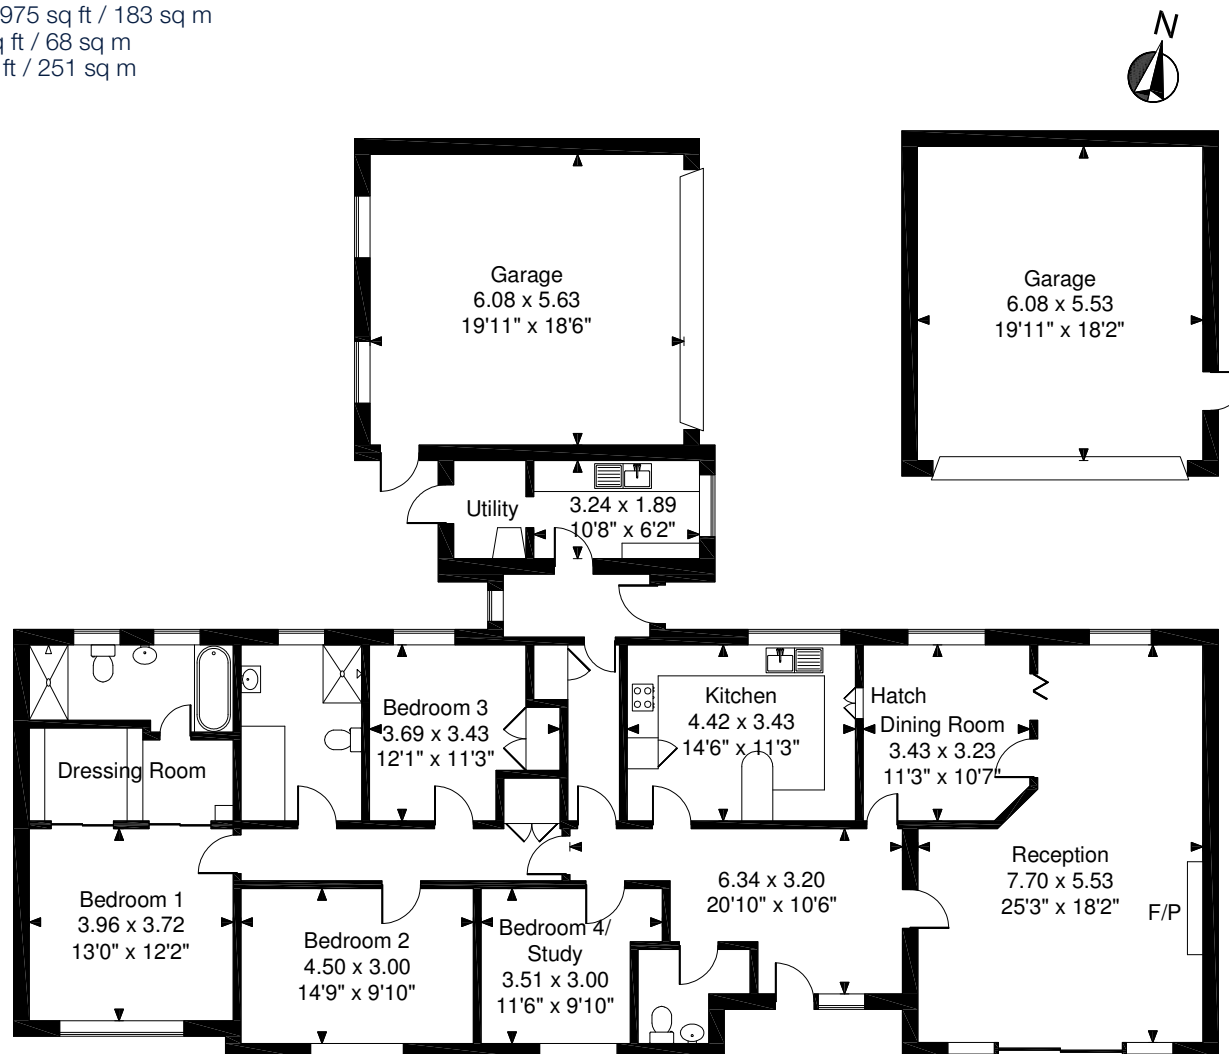 975 sq ft / 183 sq m
ft / 68 sq m
ft / 251 sq m
N
Garage
6.08 x 5.63
19'11" x 18'6"
Garage
6.08 x 5.53
19'11" x 18'2"
Utility
3.24 x 1.89
10'8" x 6'2"
Bedroom 3
3.69 x 3.43
12'1" x 11'3"
Kitchen
4.42 x 3.43
14'6" x 11'3"
Hatch
Dining Room
3.43 x 3.23
11'3" x 10'7"
Dressing Room
Bedroom 1
3.96 x 3.72
13'0" x 12'2"
Bedroom 2
4.50 x 3.00
14'9" x 9'10"
Bedroom 4/
Study
3.51 x 3.00
11'6" x 9'10"
6.34 x 3.20
20'10" x 10'6"
Reception
7.70 x 5.53
25'3" x 18'2"
F/P